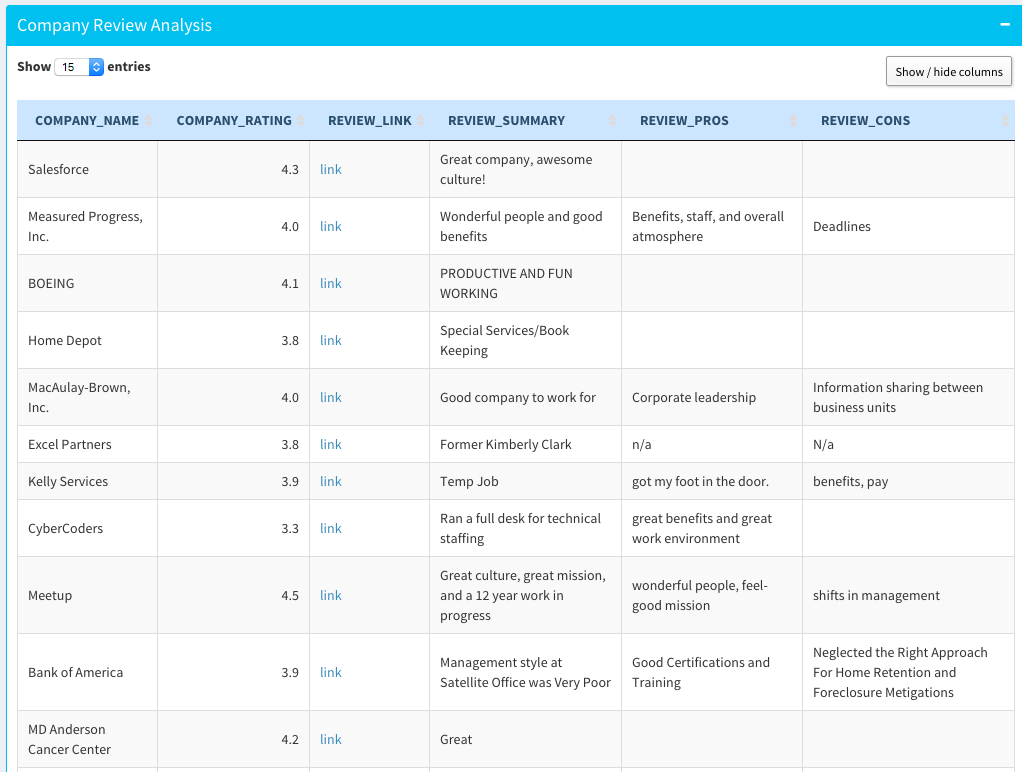 Company Review Analysis
Show 15 entries
Show / hide columns
COMPANY_NAME COMPANY_RATING REVIEW_LINK REVIEW_SUMMARY REVIEW_PROS REVIEW_CONS
Salesforce 4.3 link Great company, awesome
culture!
Measured Progress,
Inc. 4.0 link Wonderful people and good
benefits Benefits, staff, and overall
atmosphere Deadlines
BOEING 4.1 link PRODUCTIVE AND FUN
WORKING
Home Depot 3.8 link Special Services/Book
Keeping
MacAulay-Brown,
Inc. 4.0 link Good company to work for Corporate leadership Information sharing between
business units
Excel Partners 3.8 link Former Kimberly Clark n/a N/a
Kelly Services 3.9 link Temp Job got my foot in the door. benefits, pay
CyberCoders 3.3 link Ran a full desk for technical
staffing great benefits and great
work environment
Meetup 4.5 link Great culture, great mission,
and a 12 year work in
progress wonderful people, feel-
good mission shifts in management
Bank of America 3.9 link Management style at
Satellite Office was Very Poor Good Certifications and
Training Neglected the Right Approach
For Home Retention and
Foreclosure Metigations
MD Anderson
Cancer Center 4.2 link Great